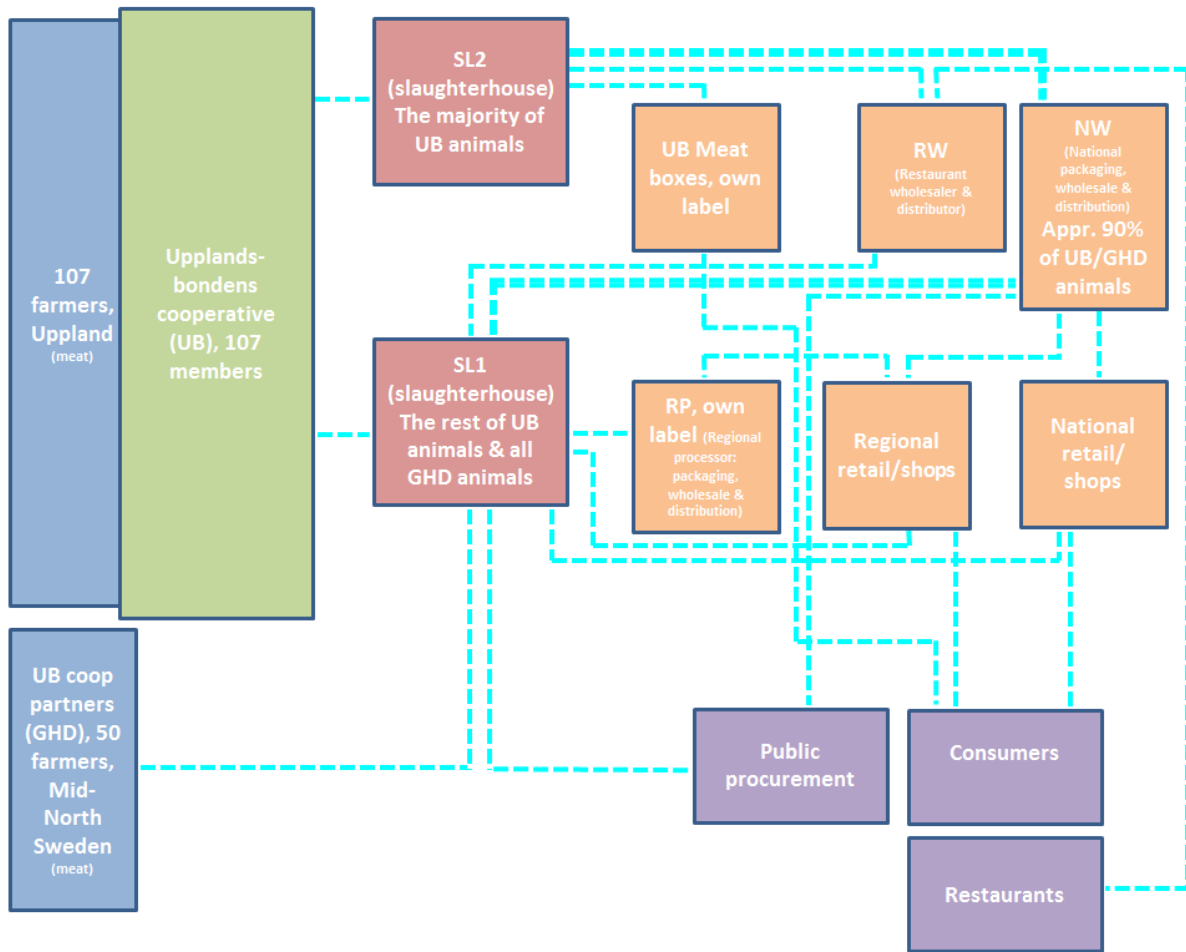 107
farmers,
Uppland
(meat)
Upplands-
bondens
cooperative
(UB), 107
members
UB coop
partners
(GHD), 50
farmers,
Mid-
North
Sweden
(meat)
SL2
(slaughterhouse)
The majority of
UB animals
SL1
(slaughterhouse)
The rest of UB
animals & all
GHD animals
UB Meat
boxes, own
label
RW
(Restaurant
wholesaler &
distributor)
NW
(National
packaging,
wholesale &
distribution)
Appr. 90%
of UB/GHD
animals
RP, own
label (Regional
processor:
packaging,
wholesale &
distribution)
Regional
retail/shops
National
retail/
shops
Public
procurement
Consumers
Restaurants